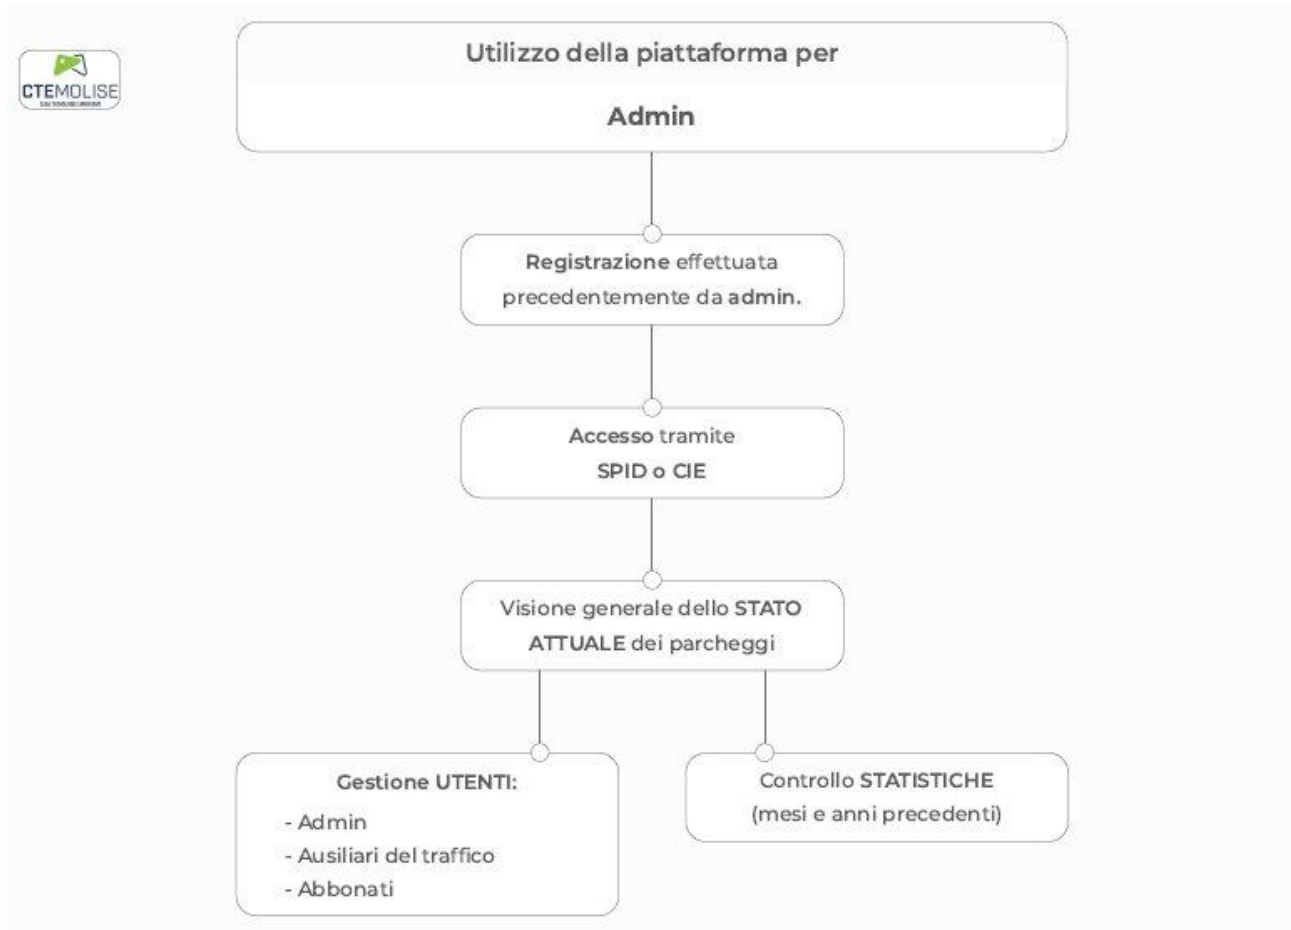 CTEMOLISE
Utilizzo della piattaforma per
Admin
Registrazione effettuata
precedentemente da admin.
Accesso tramite
SPID o CIE
Visione generale dello STATO
ATTUALE dei parcheggi
Gestione UTENTI:
- Admin
- Ausiliari del traffico
- Abbonati
Controllo STATISTICHE
(mesi e anni precedenti)